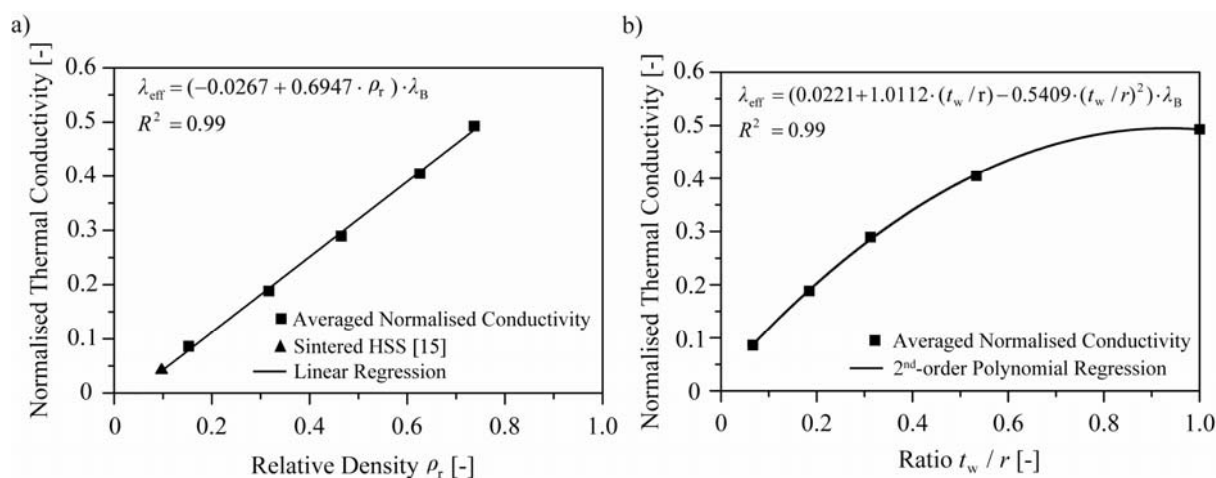 a)
Normalised Thermal Conductivity [-]
0.6
0.5
0.4
0.3
0.2
0.1
0
λeff = (−0.0267 + 0.6947 · ρr) · λB
R² = 0.99
■ Averaged Normalised Conductivity
▲ Sintered HSS [15]
— Linear Regression
0 0.2 0.4 0.6 0.8 1.0
Relative Density ρr [-]
b)
Normalised Thermal Conductivity [-]
0.6
0.5
0.4
0.3
0.2
0.1
0
λeff = (0.0221+1.0112·(tw/r)−0.5409·(tw/r)²)·λB
R² = 0.99
■ Averaged Normalised Conductivity
— 2nd-order Polynomial Regression
0 0.2 0.4 0.6 0.8 1.0
Ratio tw / r [-]